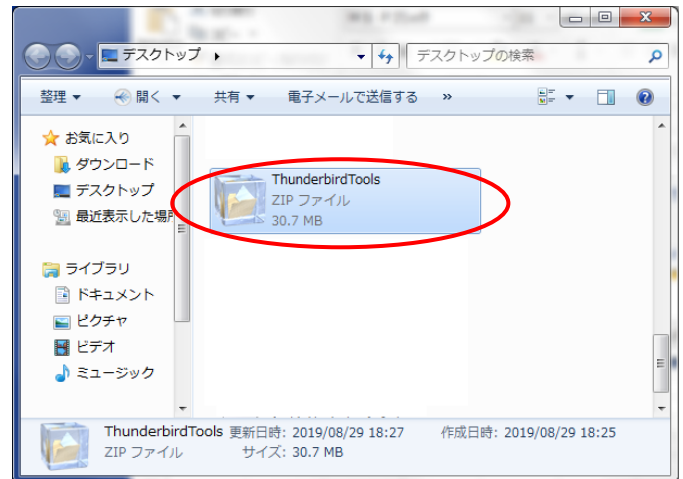 デスクトップ
デスクトップの検索
整理 開く 共有 電子メールで送信する »
お気に入り
ダウンロード
デスクトップ
最近表示した場
ライブラリ
ドキュメント
ピクチャ
ビデオ
ミュージック
ThunderbirdTools
ZIP ファイル
30.7 MB
ThunderbirdTools 更新日時: 2019/08/29 18:27 作成日時: 2019/08/29 18:25
ZIP ファイル サイズ: 30.7 MB